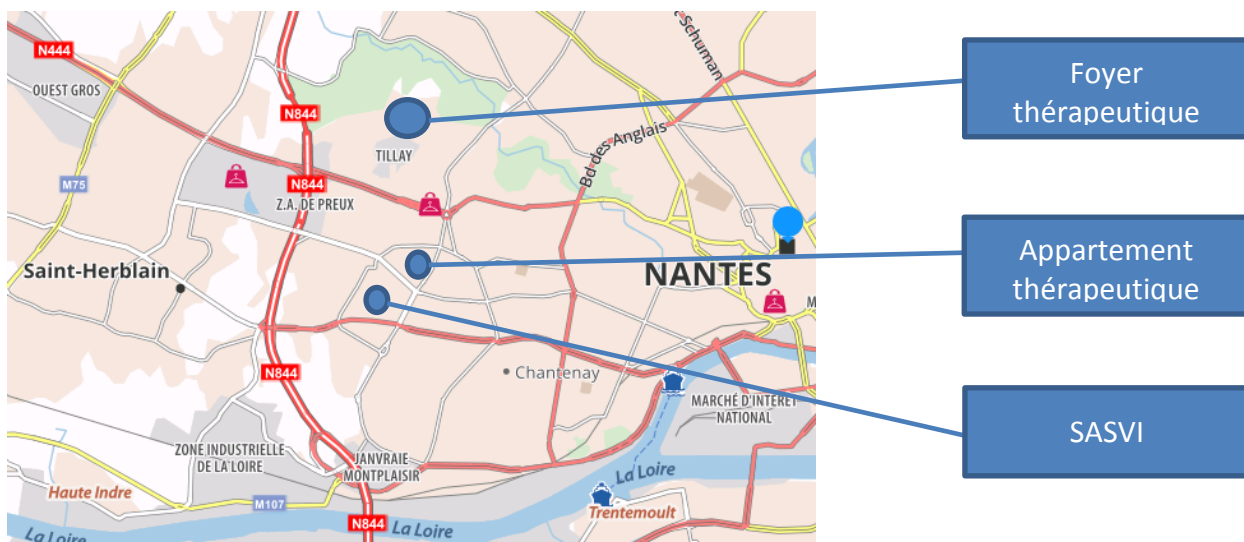 N444
OUEST GROS
N844
Schuman
Foyer
thérapeutique
Bd des Anglais
TILLAY
M75
N844
Z.A. DE PREUX
Saint-Herblain
NANTES
Appartement
thérapeutique
M
N844
Chantenay
MARCHÉ D'INTÉRÊT
NATIONAL
SASVI
ZONE INDUSTRIELLE
DE LA LOIRE
JANVRAIE
MONTPLAISIR
La Loire
Haute Indre
M107
Trentemoult
N844
La Loire
La Loire